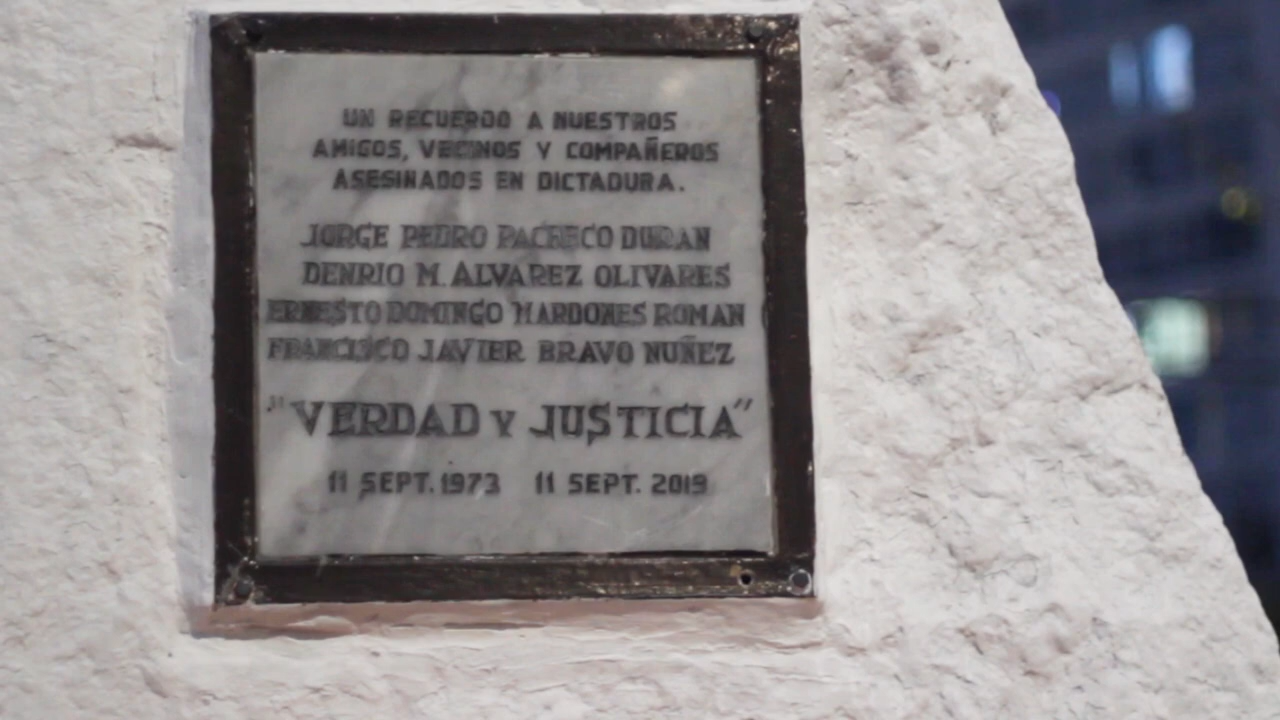 UN RECUERDO A NUESTROS
AMIGOS, VECINOS Y COMPAÑEROS
ASESINADOS EN DICTADURA.
JORGE PEDRO PACHECO DURAN
DENRIO M. ALVAREZ OLIVARES
ERNESTO DOMINGO MARDONES ROMAN
FRANCISCO JAVIER BRAVO NUÑEZ
"VERDAD Y JUSTICIA"
11 SEPT. 1973 11 SEPT. 2019